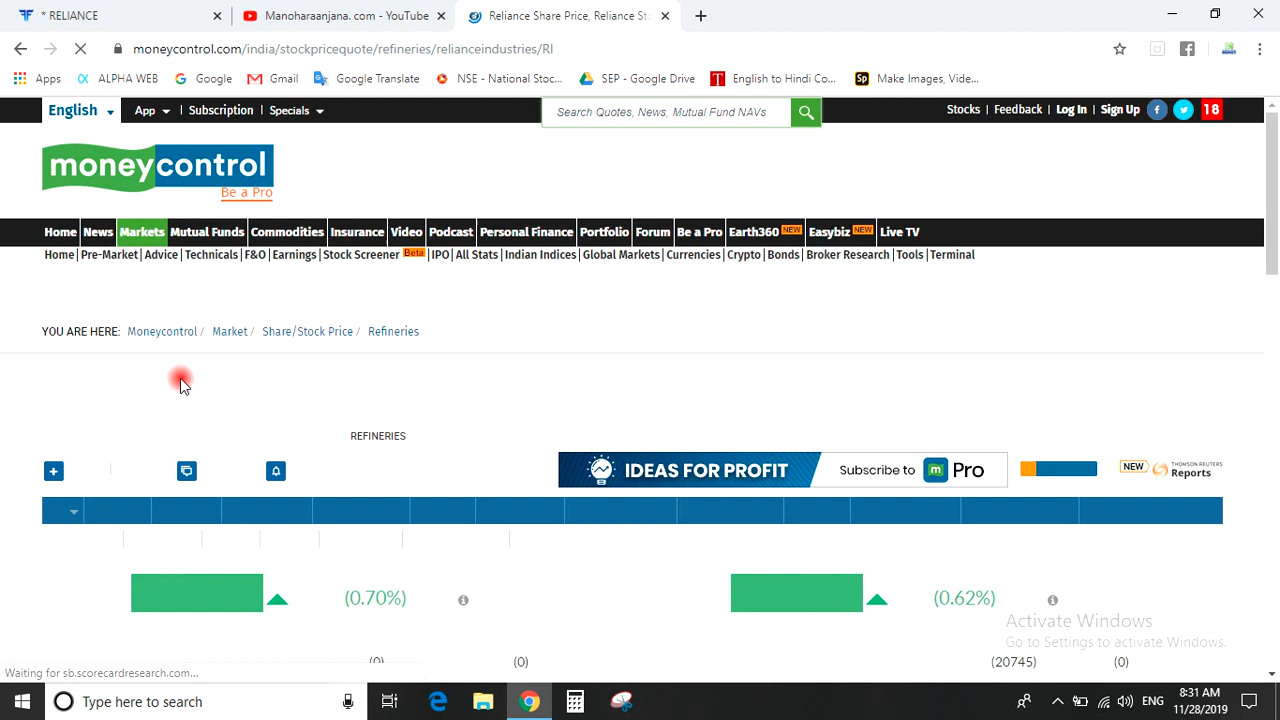 * RELIANCE
Manoharaanjana. com - YouTube
Reliance Share Price, Reliance Sto
moneycontrol.com/india/stockpricequote/refineries/relianceindustries/RI
Apps ALPHA WEB Google Gmail Google Translate NSE - National Stoc... SEP - Google Drive English to Hindi Co... Make Images, Vide...
English App | Subscription | Specials
Search Quotes, News, Mutual Fund NAVs
Stocks | Feedback | Log In | Sign Up 18
moneycontrol
Be a Pro
Home News Markets Mutual Funds Commodities Insurance Video Podcast Personal Finance Portfolio Forum Be a Pro Earth360 NEW Easybiz NEW Live TV
Home | Pre-Market | Advice | Technicals | F&O | Earnings | Stock Screener Beta | IPO | All Stats | Indian Indices | Global Markets | Currencies | Crypto | Bonds | Broker Research | Tools | Terminal
YOU ARE HERE: Moneycontrol / Market / Share/Stock Price / Refineries
REFINERIES
IDEAS FOR PROFIT Subscribe to m Pro
NEW THOMSON REUTERS
Reports
(0.70%) (0.62%)
Activate Windows
Go to Settings to activate Windows.
(0) (0) (20745) (0)
Waiting for sb.scorecardresearch.com...
Type here to search
ENG
8:31 AM
11/28/2019